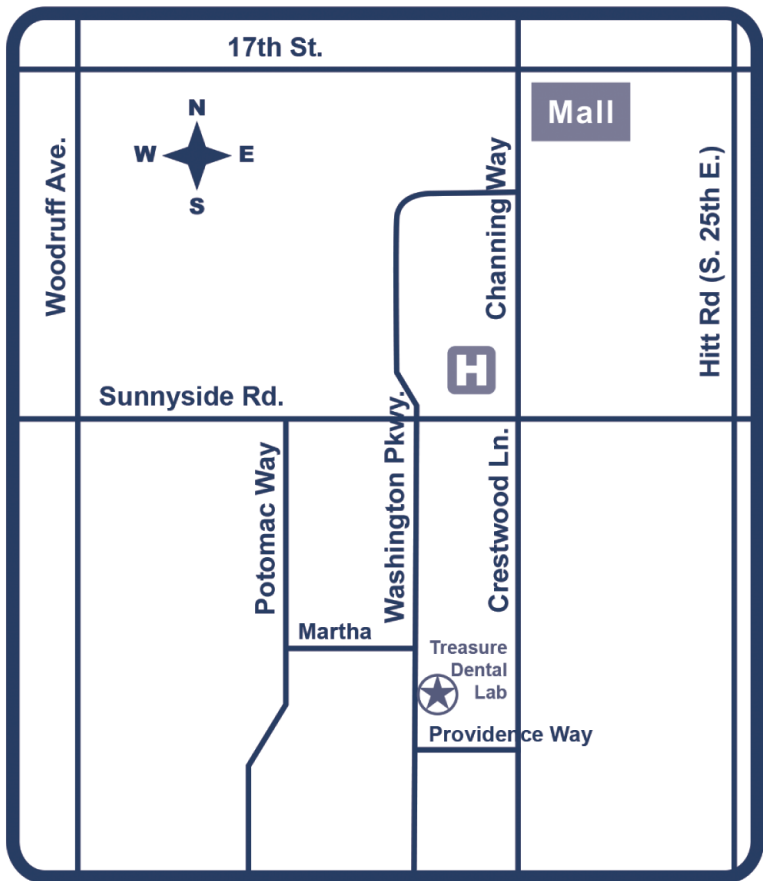 17th St.
Mall
N
W
E
S
Woodruff Ave.
Channing Way
Hitt Rd (S. 25th E.)
H
Sunnyside Rd.
Potomac Way
Washington Pkwy.
Crestwood Ln.
Martha
Treasure
Dental
Lab
Providence Way